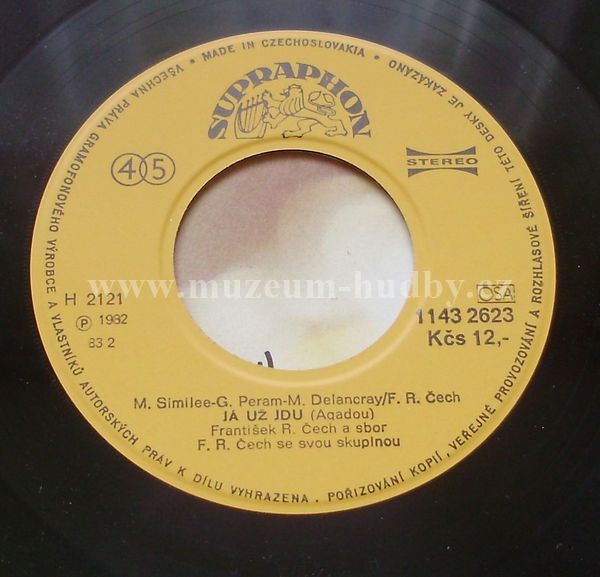 VŠECHNA PRÁVA GRAMOFONOVÉHO VÝROBCE A VLASTNÍKŮ AUTORSKÝCH PRÁV K DÍLU VYHRAZENA. POŘIZOVÁNÍ KOPIÍ, VEŘEJNÉ PROVOZOVÁNÍ A ROZHLASOVÉ ŠÍŘENÍ TÉTO DESKY JE ZAKÁZÁNO
• MADE IN CZECHOSLOVAKIA •
SUPRAPHON
45
STEREO
www.muzeum-hudby.cz
H 2121
Ⓟ 1982
83 2
OSA
1143 2623
Kčs 12,-
M. Similee-G. Peram-M. Delancray/F. R. Čech
JÁ UŽ JDU (Agadou)
František R. Čech a sbor
F. R. Čech se svou skupinou